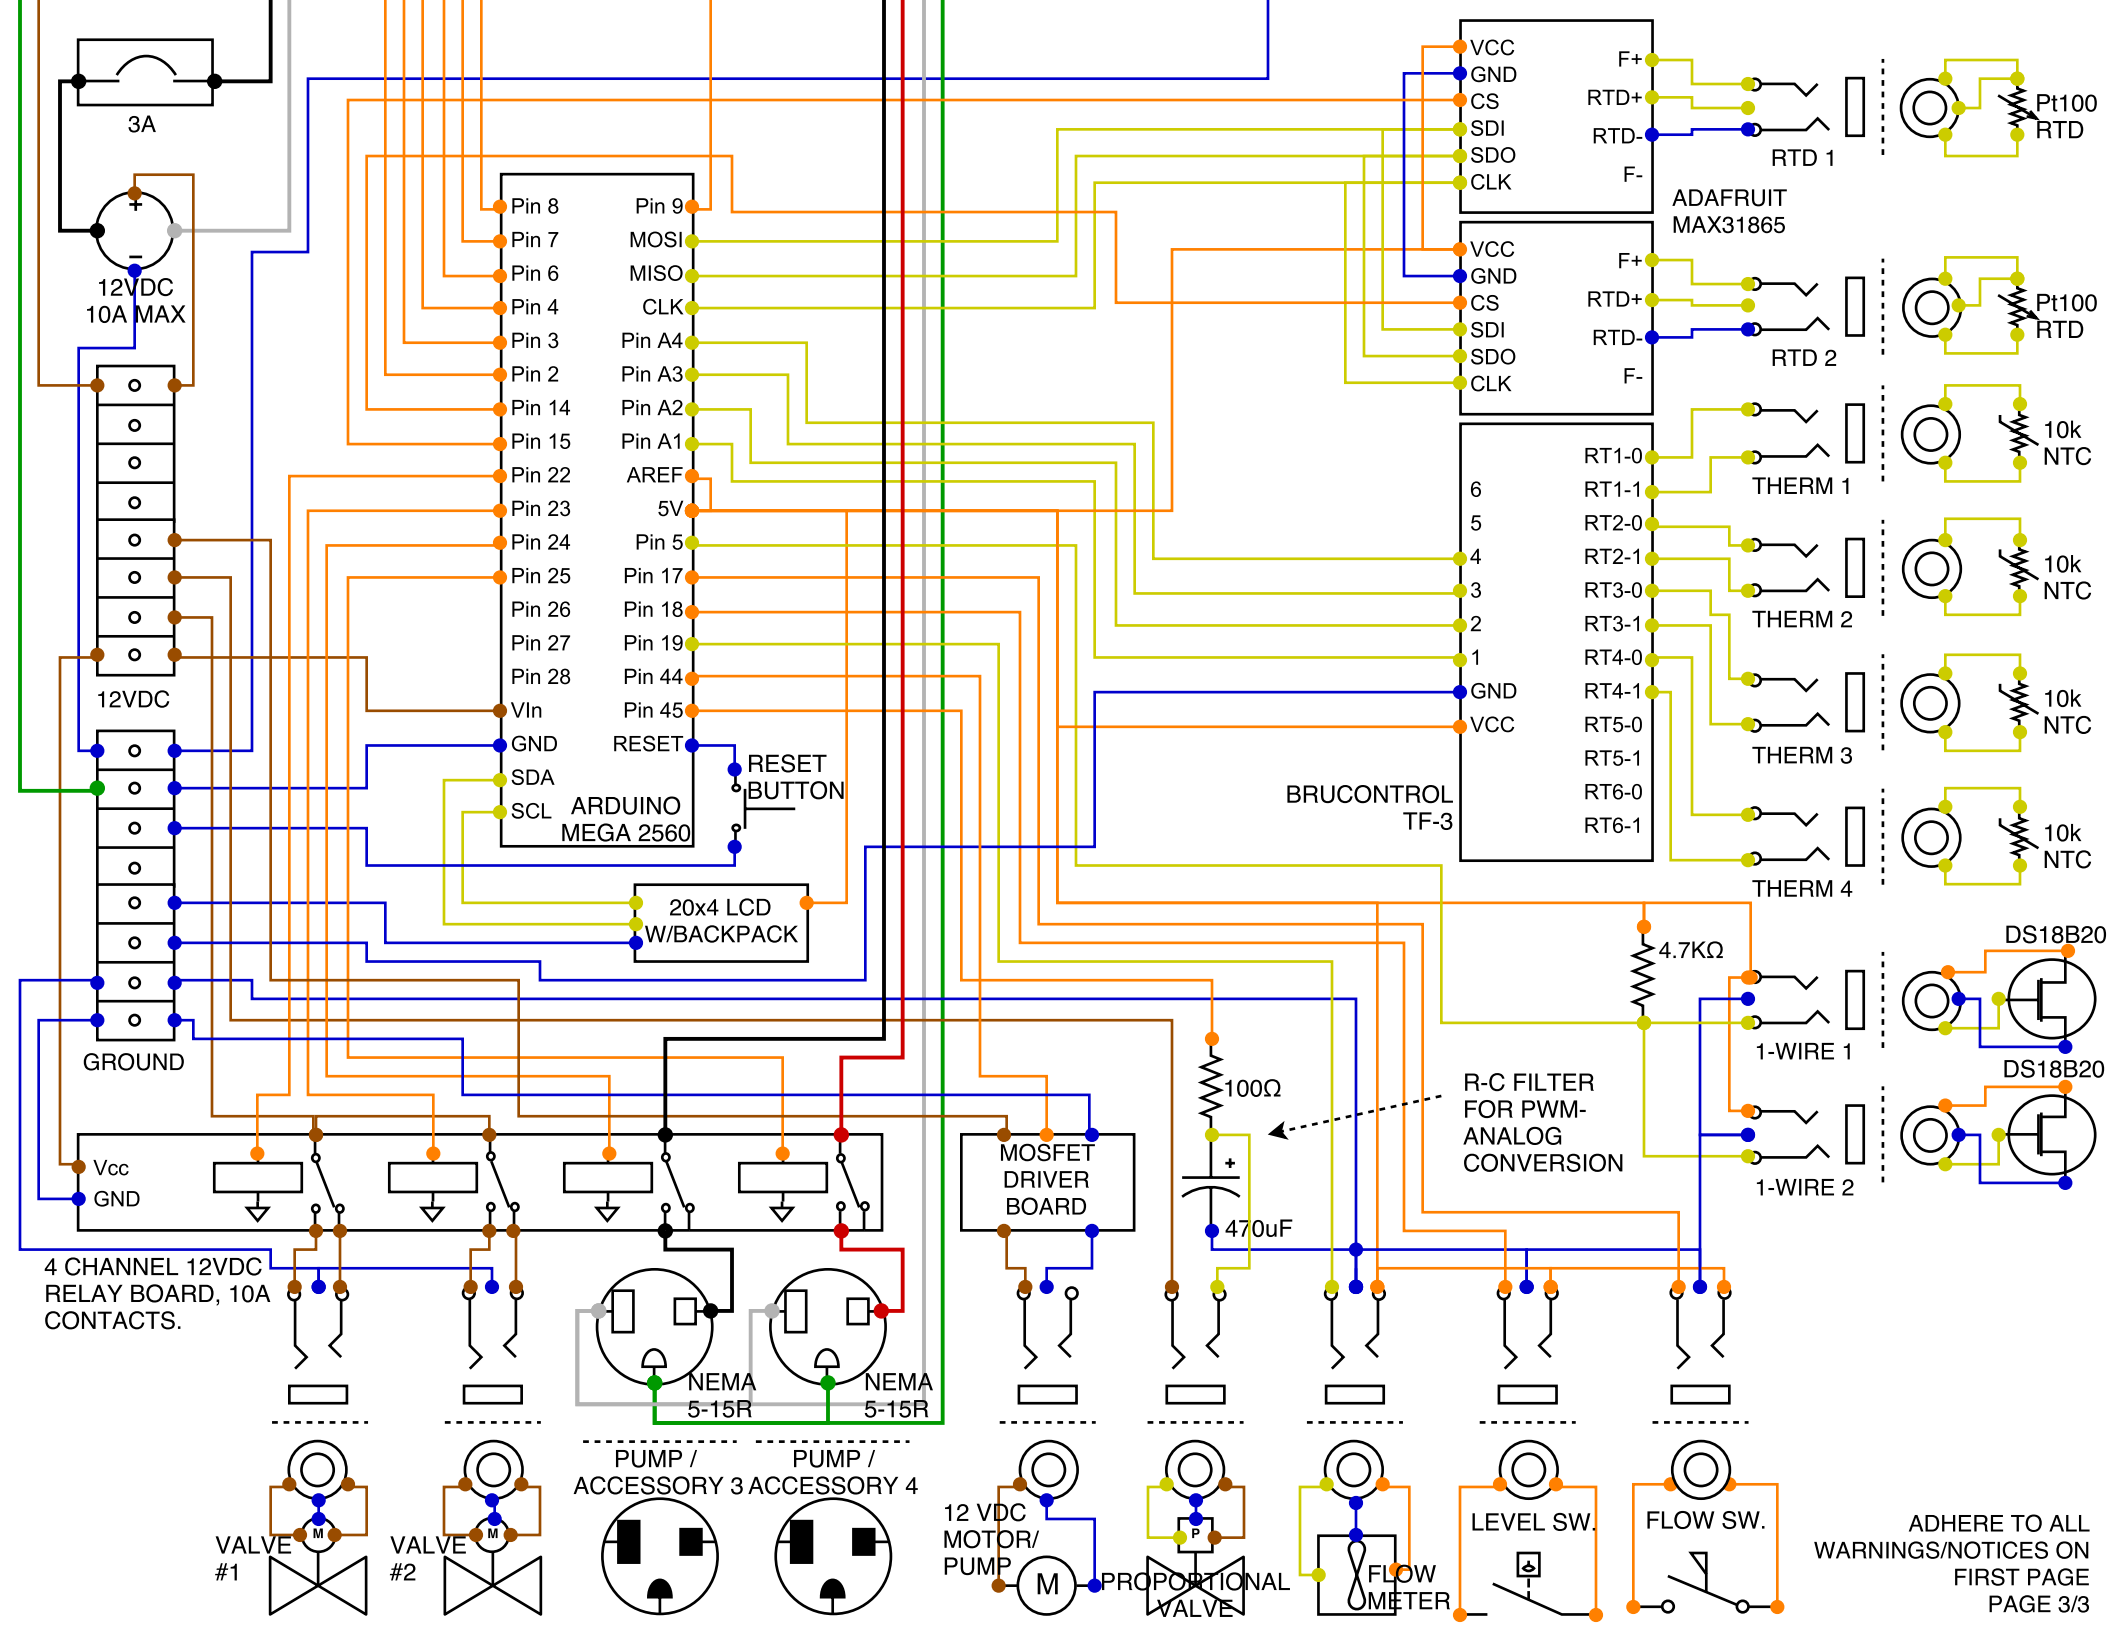 3A
+
−
12VDC
10A MAX
12VDC
GROUND
Pin 8
Pin 7
Pin 6
Pin 4
Pin 3
Pin 2
Pin 14
Pin 15
Pin 22
Pin 23
Pin 24
Pin 25
Pin 26
Pin 27
Pin 28
VIn
GND
SDA
SCL
Pin 9
MOSI
MISO
CLK
Pin A4
Pin A3
Pin A2
Pin A1
AREF
5V
Pin 5
Pin 17
Pin 18
Pin 19
Pin 44
Pin 45
RESET
ARDUINO
MEGA 2560
RESET
BUTTON
20x4 LCD
W/BACKPACK
VCC
GND
CS
SDI
SDO
CLK
F+
RTD+
RTD-
F-
RTD 1
Pt100
RTD
ADAFRUIT
MAX31865
VCC
GND
CS
SDI
SDO
CLK
F+
RTD+
RTD-
F-
RTD 2
Pt100
RTD
6
5
4
3
2
1
GND
VCC
RT1-0
RT1-1
RT2-0
RT2-1
RT3-0
RT3-1
RT4-0
RT4-1
RT5-0
RT5-1
RT6-0
RT6-1
BRUCONTROL
TF-3
THERM 1
10k
NTC
THERM 2
10k
NTC
THERM 3
10k
NTC
THERM 4
10k
NTC
4.7KΩ
DS18B20
1-WIRE 1
DS18B20
1-WIRE 2
100Ω
+
470uF
R-C FILTER
FOR PWM-
ANALOG
CONVERSION
Vcc
GND
4 CHANNEL 12VDC
RELAY BOARD, 10A
CONTACTS.
MOSFET
DRIVER
BOARD
NEMA
5-15R
NEMA
5-15R
M
VALVE
#1
M
VALVE
#2
PUMP /
ACCESSORY 3
PUMP /
ACCESSORY 4
12 VDC
MOTOR/
PUMP
M
P
PROPORTIONAL
VALVE
FLOW
METER
LEVEL SW.
FLOW SW.
ADHERE TO ALL
WARNINGS/NOTICES ON
FIRST PAGE
PAGE 3/3